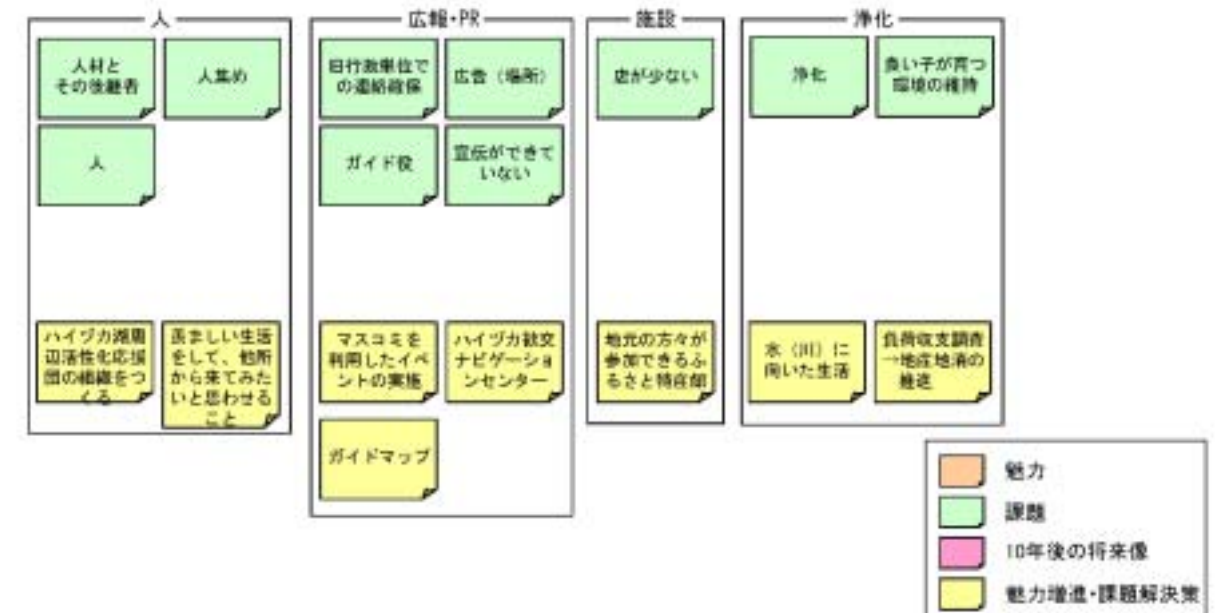 人
人材と
その後継者
人集め
人
ハイヅカ湖周
辺活性化応援
団の組織をつ
くる
羨ましい生活
をして、他所
から来てみた
いと思わせる
こと
広報・PR
旧行政単位で
の連絡確保
広告（場所）
ガイド役
宣伝ができて
いない
マスコミを
利用したイベ
ントの実施
ハイヅカ歓交
ナビゲーショ
ンセンター
ガイドマップ
施設
店が少ない
地元の方々が
参加できるふ
るさと特産館
浄化
浄化
良い子が育つ
環境の維持
水（川）に
向いた生活
負荷収支調査
→地産地消の
推進
魅力
課題
10年後の将来像
魅力増進・課題解決策